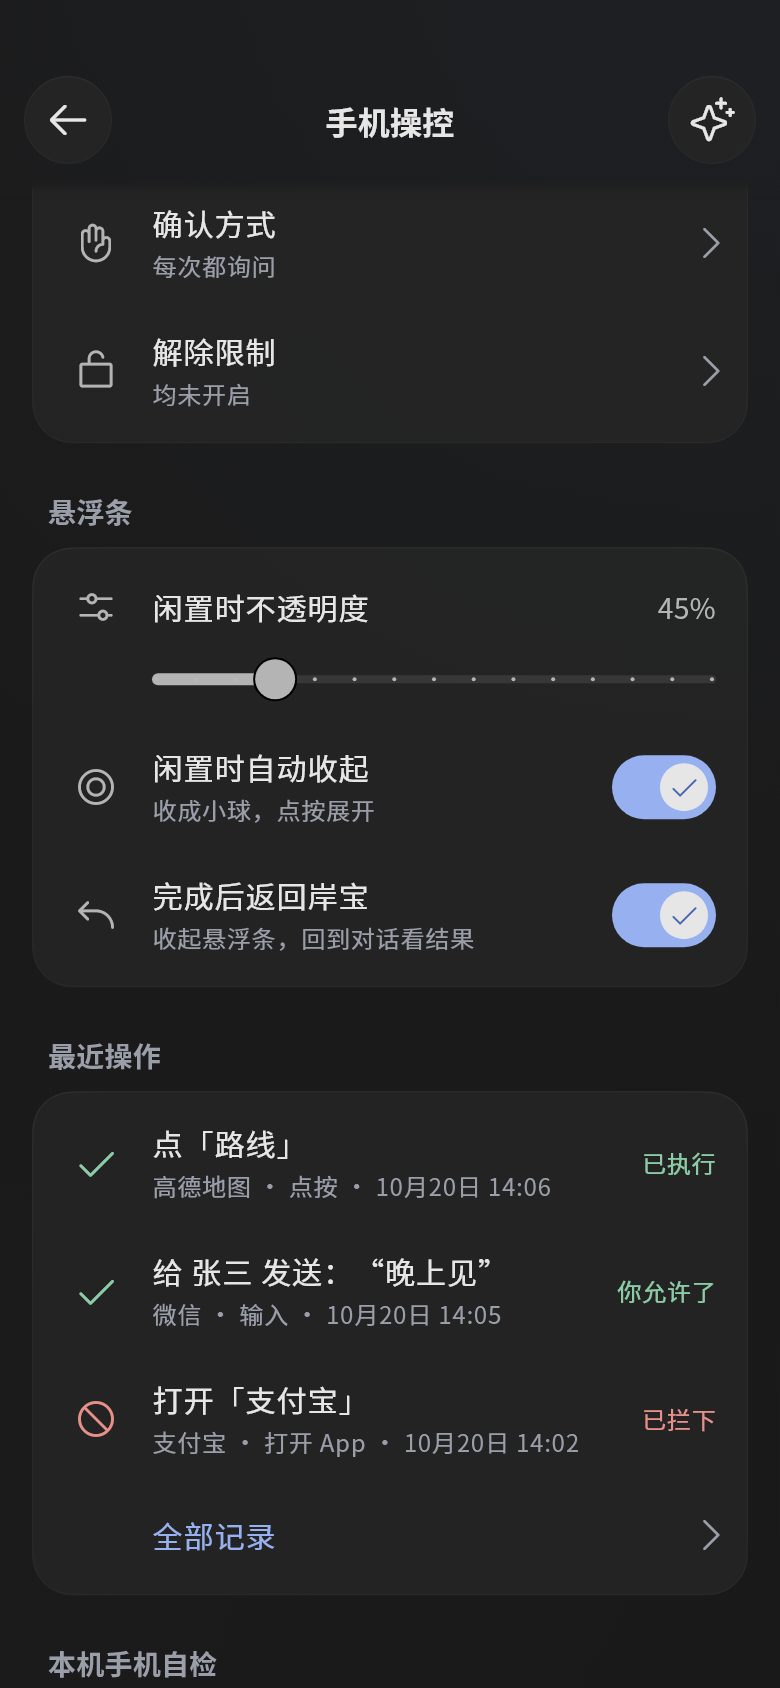 手机操控
确认方式
每次都询问
解除限制
均未开启
悬浮条
闲置时不透明度
45%
闲置时自动收起
收成小球，点按展开
完成后返回岸宝
收起悬浮条，回到对话看结果
最近操作
点「路线」
高德地图 · 点按 · 10月20日 14:06
已执行
给 张三 发送：“晚上见”
微信 · 输入 · 10月20日 14:05
你允许了
打开「支付宝」
支付宝 · 打开 App · 10月20日 14:02
已拦下
全部记录
本机手机自检